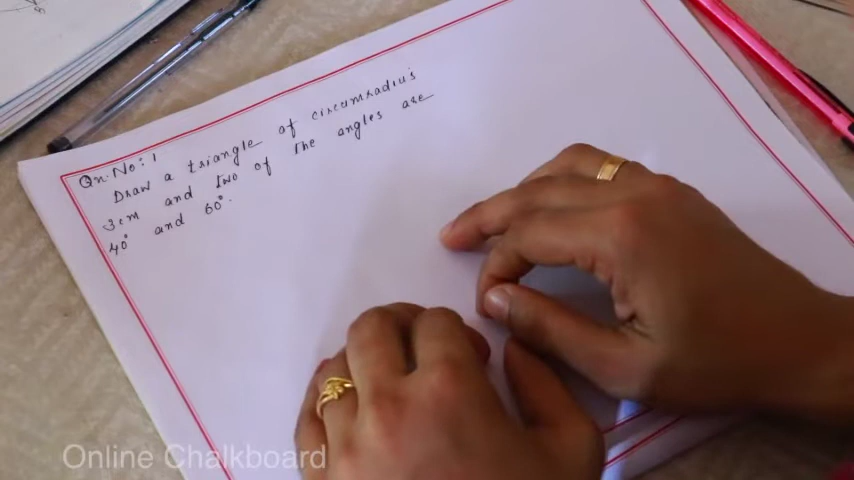 Qn.No:1
Draw a triangle of circumradius
3cm and two of the angles are
40° and 60°.
Online Chalkboard